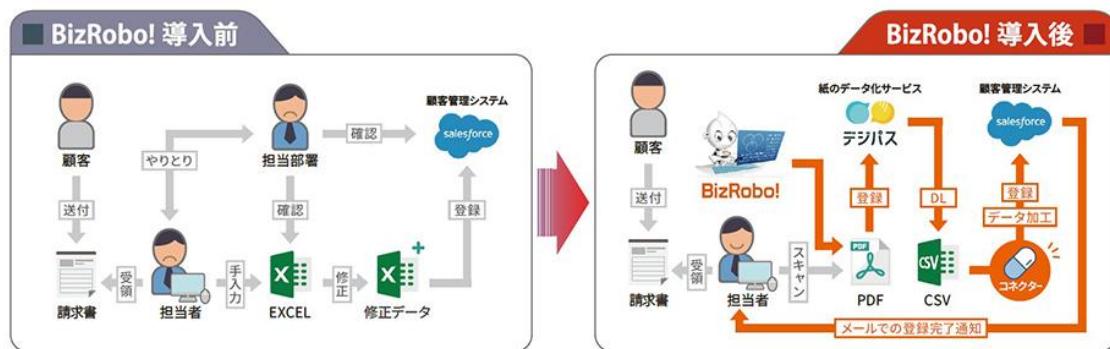 BizRobo! 導入前
顧客管理システム
salesforce
顧客
担当部署
確認
やりとり
送付
確認
登録
請求書
受領
担当者
手入力
EXCEL
修正
修正データ
BizRobo! 導入後
紙のデータ化サービス
デジパス
顧客管理システム
salesforce
顧客
BizRobo!
送付
登録
DL
登録
データ加工
請求書
受領
担当者
スキャン
PDF
PDF
CSV
CSV
コネクター
メールでの登録完了通知